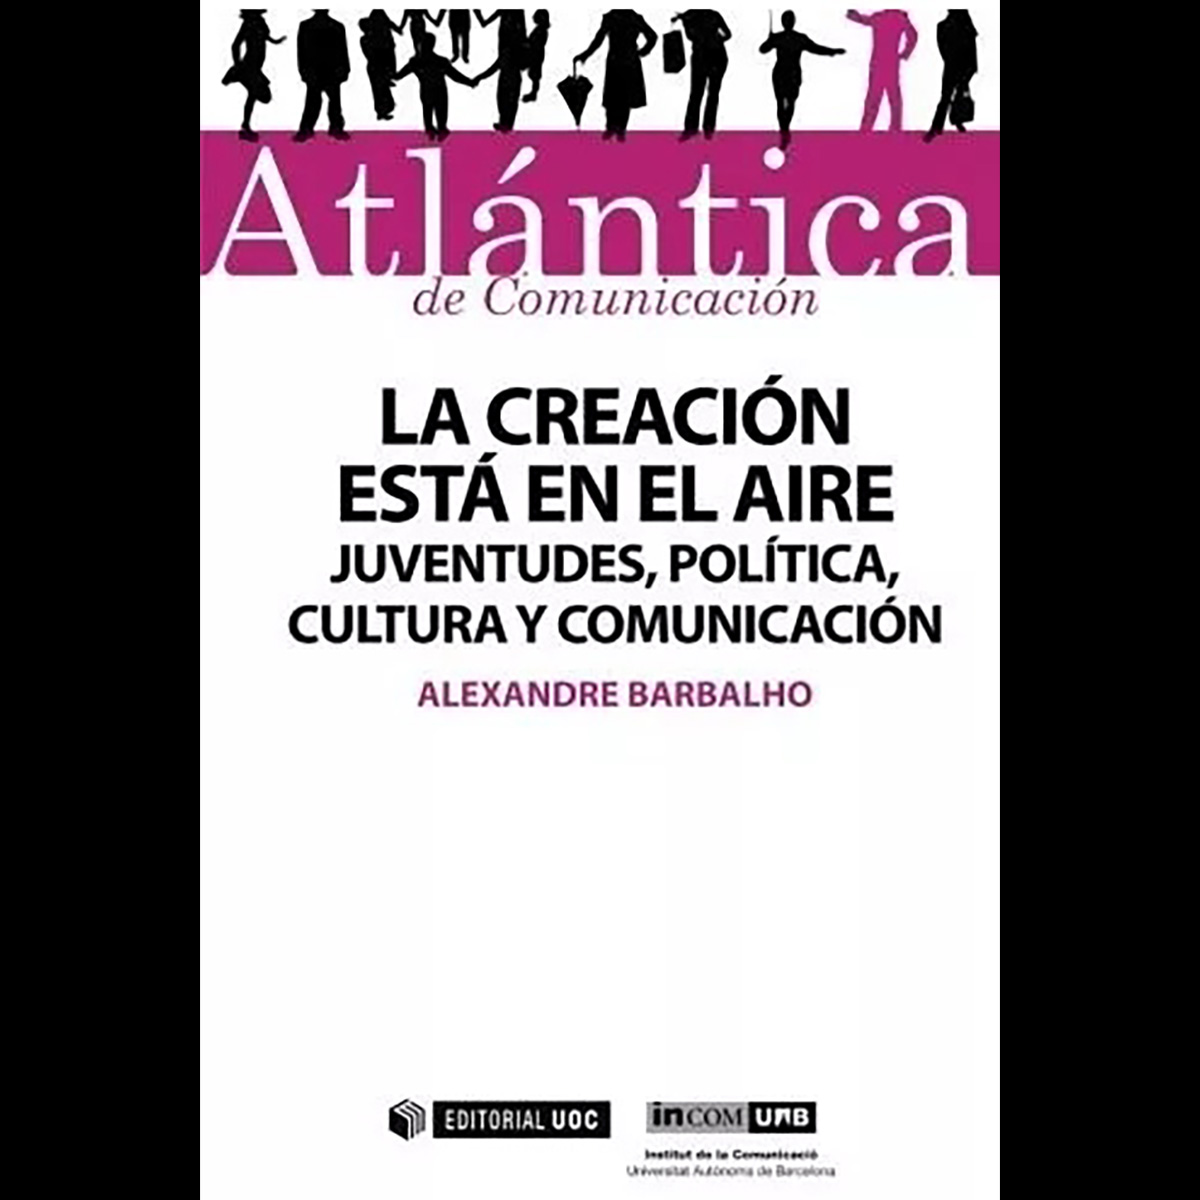 Atlántica
de Comunicación
LA CREACIÓN
ESTÁ EN EL AIRE
JUVENTUDES, POLÍTICA,
CULTURA Y COMUNICACIÓN
ALEXANDRE BARBALHO
EDITORIAL UOC
inCOM UAB
Institut de la Comunicació
Universitat Autònoma de Barcelona